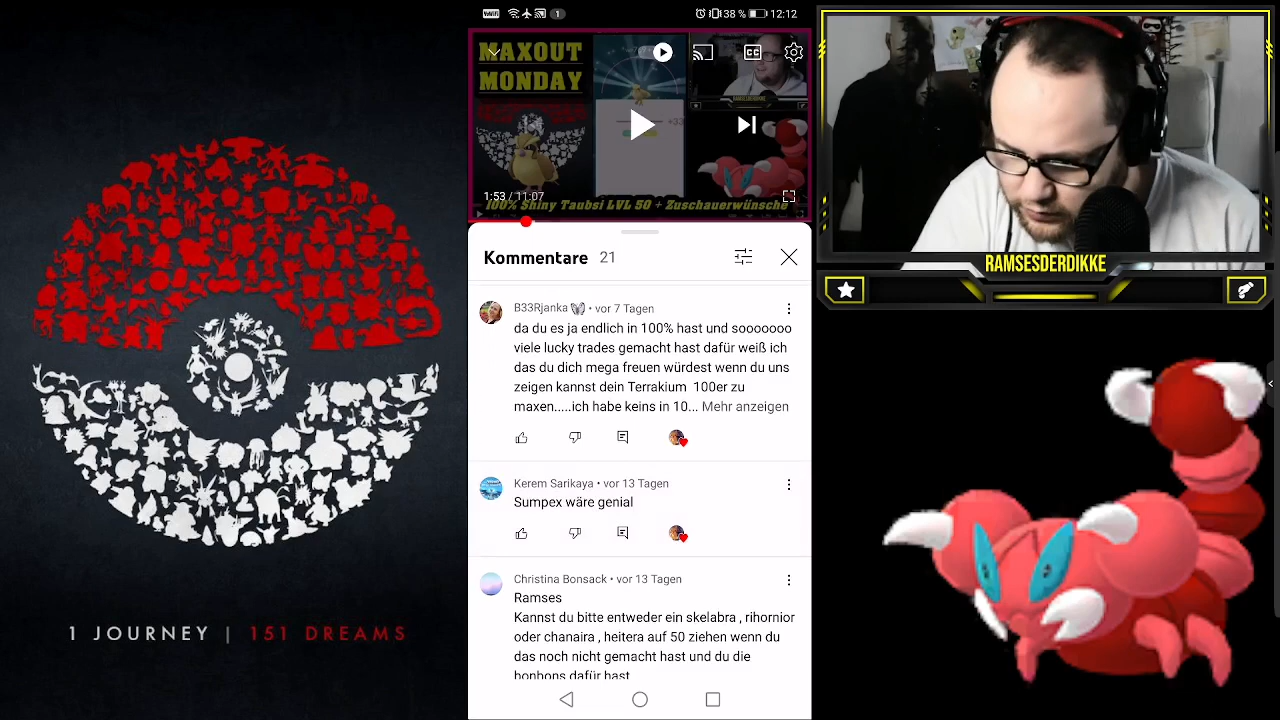 VoWiFi 1 38 % 12:12
MAXOUT
MONDAY
CC
RAMSESDERDIKKE
1:53 / 11:07
100% Shiny Taubsi LVL 50 + Zuschauerwünsche
Kommentare 21
B33Rjanka • vor 7 Tagen
da du es ja endlich in 100% hast und sooooooo
viele lucky trades gemacht hast dafür weiß ich
das du dich mega freuen würdest wenn du uns
zeigen kannst dein Terrakium 100er zu
maxen.....ich habe keins in 10... Mehr anzeigen
Kerem Sarikaya • vor 13 Tagen
Sumpex wäre genial
Christina Bonsack • vor 13 Tagen
Ramses
Kannst du bitte entweder ein skelabra , rihornior
oder chanaira , heitera auf 50 ziehen wenn du
das noch nicht gemacht hast und du die
bonbons dafür hast
1 JOURNEY | 151 DREAMS
RAMSESDERDIKKE